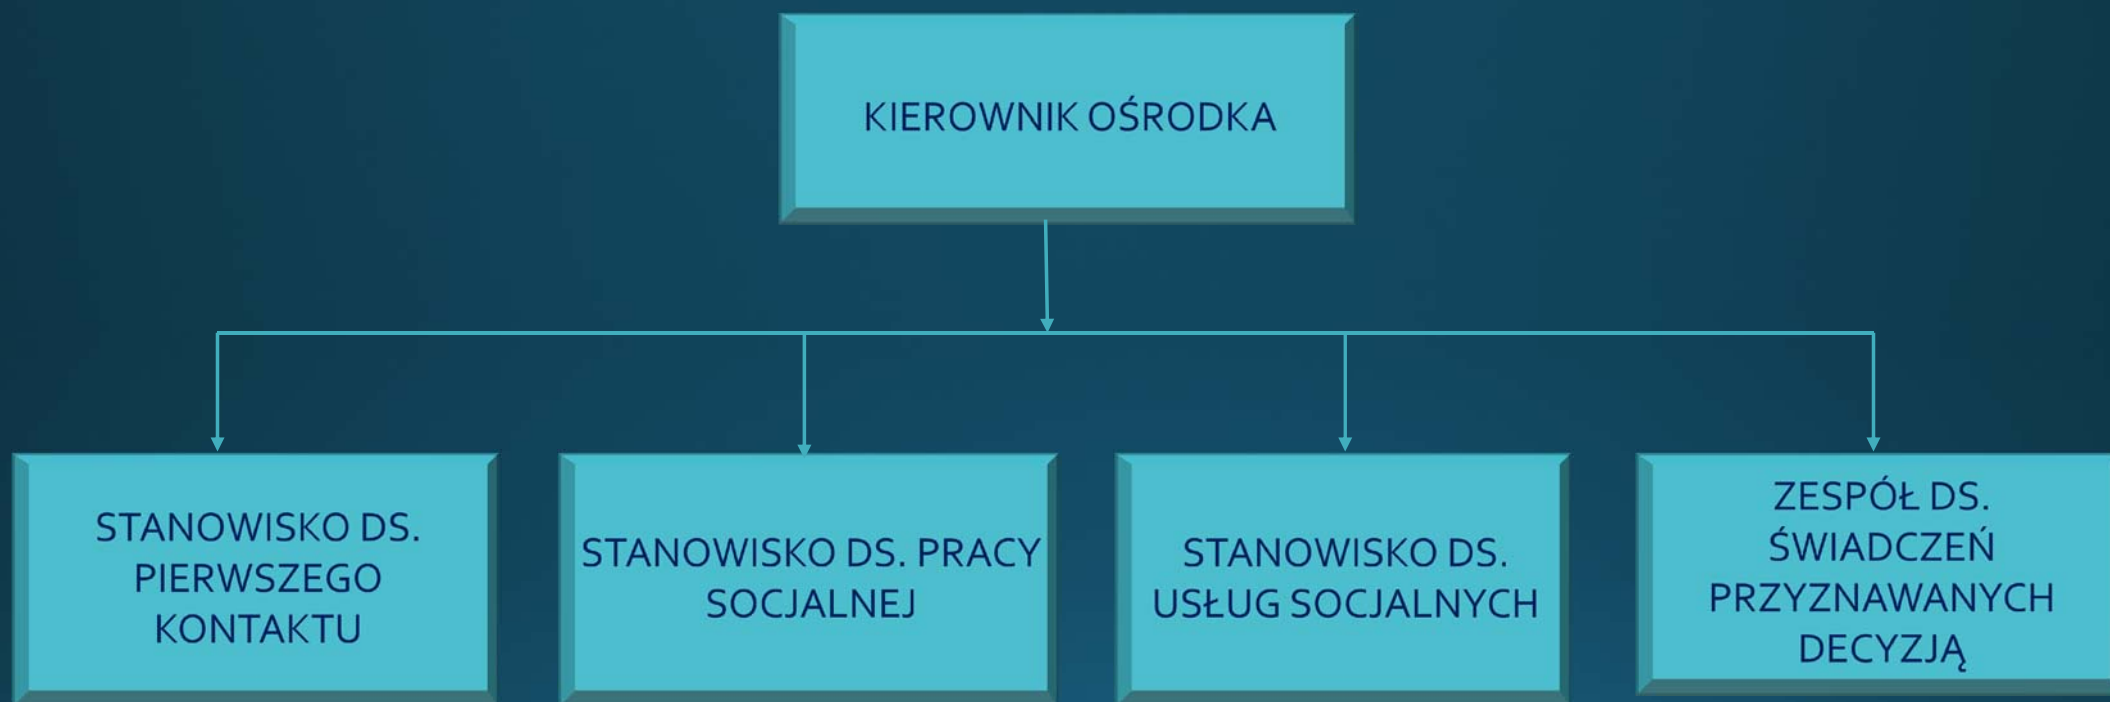 KIEROWNIK OŚRODKA
STANOWISKO DS.
PIERWSZEGO
KONTAKTU
STANOWISKO DS. PRACY
SOCJALNEJ
STANOWISKO DS.
USŁUG SOCJALNYCH
ZESPÓŁ DS.
ŚWIADCZEŃ
PRZYZNAWANYCH
DECYZJĄ